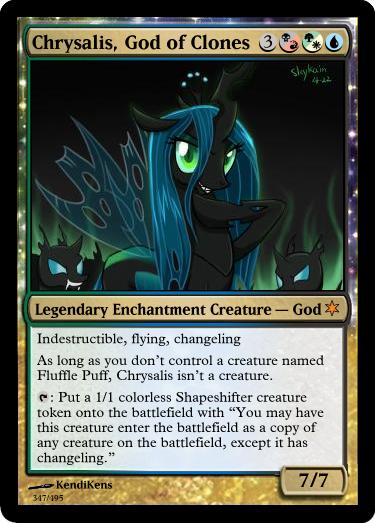 Chrysalis, God of Clones 3
Slaykain
4-22
Legendary Enchantment Creature — God
Indestructible, flying, changeling
As long as you don't control a creature named
Fluffle Puff, Chrysalis isn't a creature.
: Put a 1/1 colorless Shapeshifter creature
token onto the battlefield with “You may have
this creature enter the battlefield as a copy of
any creature on the battlefield, except it has
changeling.”
7/7
KendiKens
347/495